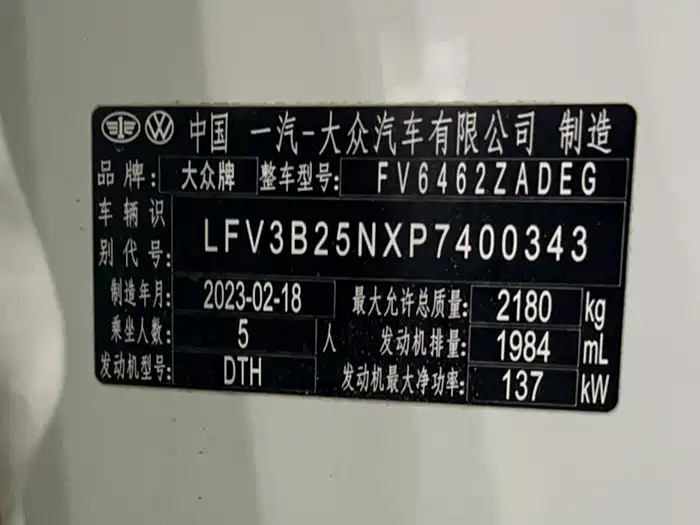 中国 一汽-大众汽车有限公司 制造
品牌: 大众牌 整车型号: FV6462ZADEG
车辆识别代号: LFV3B25NXP7400343
制造年月: 2023-02-18 最大允许总质量: 2180 kg
乘坐人数: 5 人 发动机排量: 1984 mL
发动机型号: DTH 发动机最大净功率: 137 kW